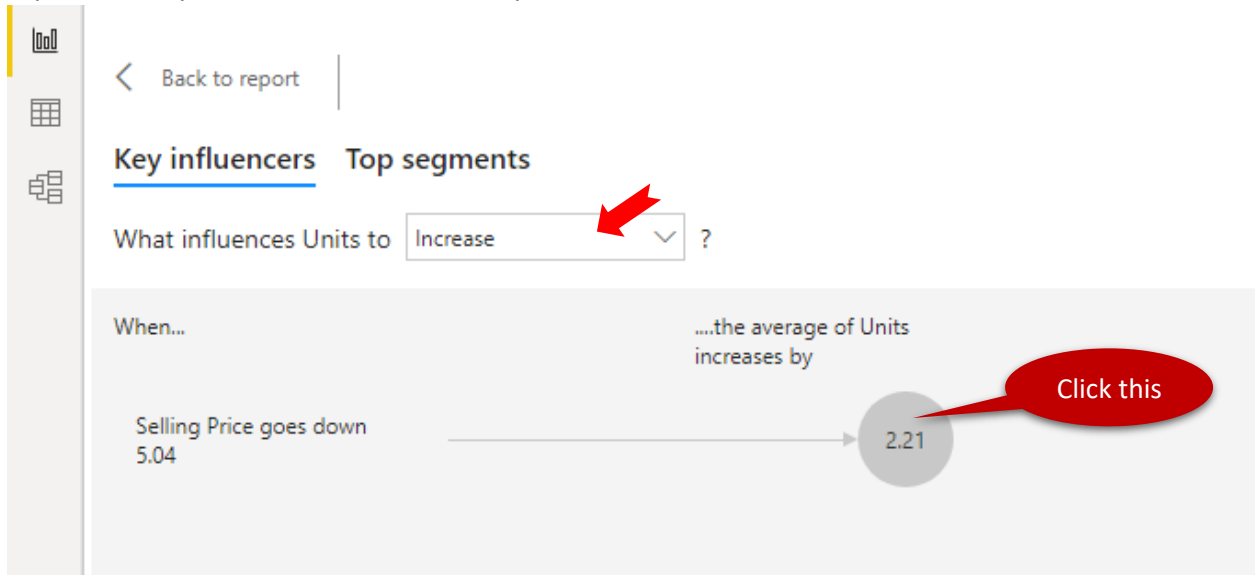 Back to report
Key influencers Top segments
What influences Units to Increase ?
When...
....the average of Units
increases by
Click this
Selling Price goes down
5.04
2.21